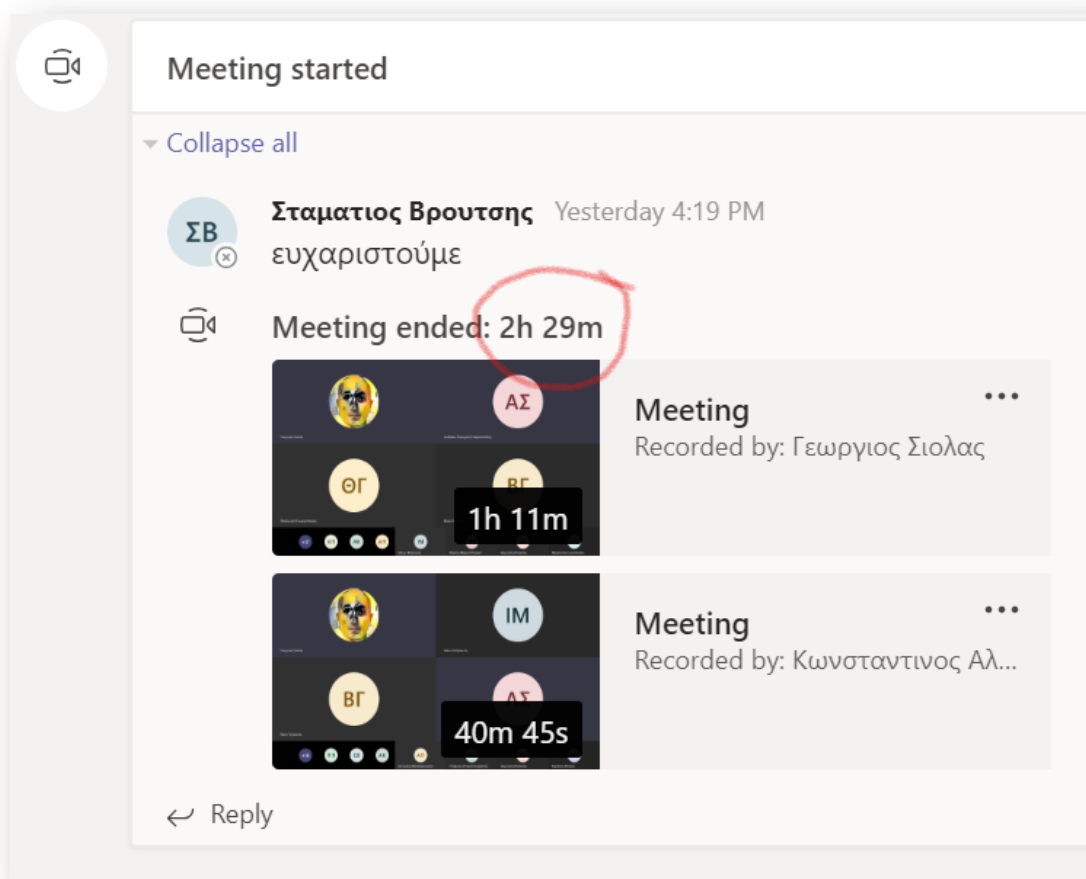 Meeting started
Collapse all
ΣΒ
Σταματιος Βρουτσης Yesterday 4:19 PM
ευχαριστούμε
Meeting ended: 2h 29m
ΑΣ
ΘΓ
ΒΓ
1h 11m
Meeting
Recorded by: Γεωργιος Σιολας
ΙΜ
ΒΓ
ΑΣ
40m 45s
Meeting
Recorded by: Κωνσταντινος Αλ...
Reply